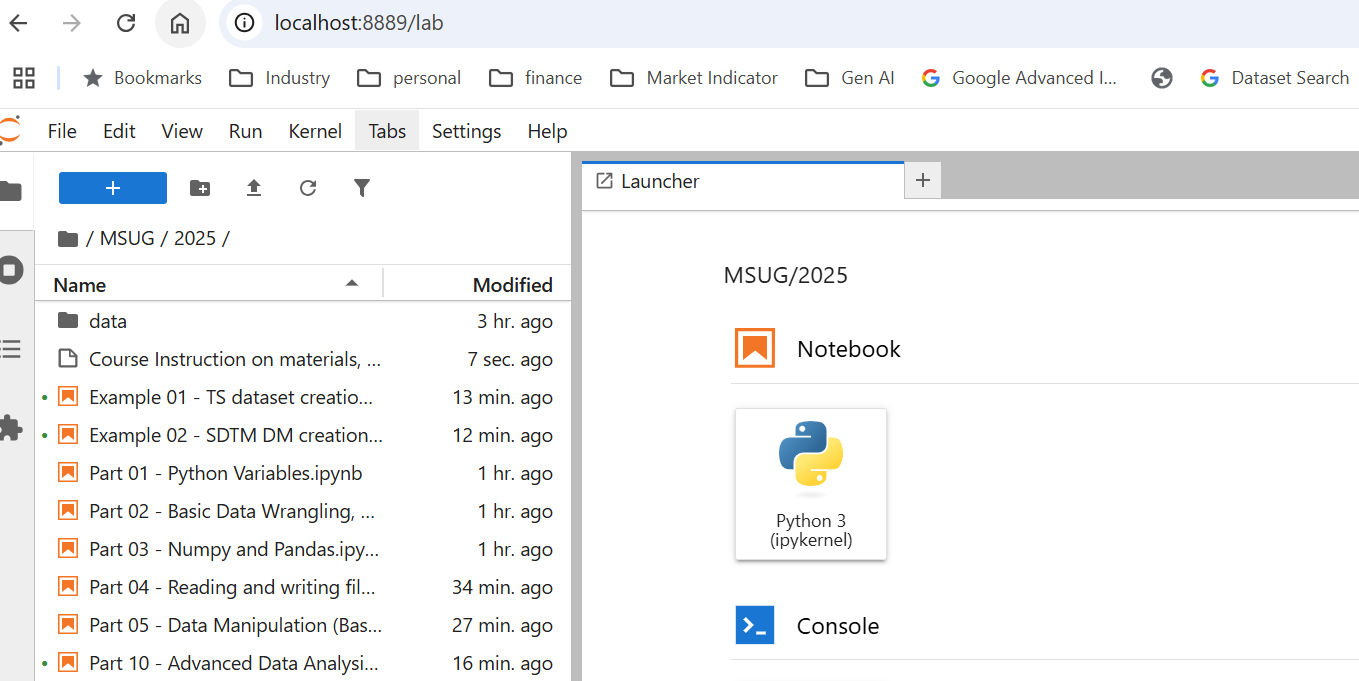 localhost:8889/lab
Bookmarks Industry personal finance Market Indicator Gen AI Google Advanced I... Dataset Search
File Edit View Run Kernel Tabs Settings Help
+
Launcher +
/ MSUG / 2025 /
Name Modified
MSUG/2025
data 3 hr. ago
Course Instruction on materials, ... 7 sec. ago
Notebook
Example 01 - TS dataset creatio... 13 min. ago
Example 02 - SDTM DM creation... 12 min. ago
Part 01 - Python Variables.ipynb 1 hr. ago
Part 02 - Basic Data Wrangling, ... 1 hr. ago
Part 03 - Numpy and Pandas.ipy... 1 hr. ago
Python 3
(ipykernel)
Part 04 - Reading and writing fil... 34 min. ago
Part 05 - Data Manipulation (Bas... 27 min. ago
Console
Part 10 - Advanced Data Analysi... 16 min. ago